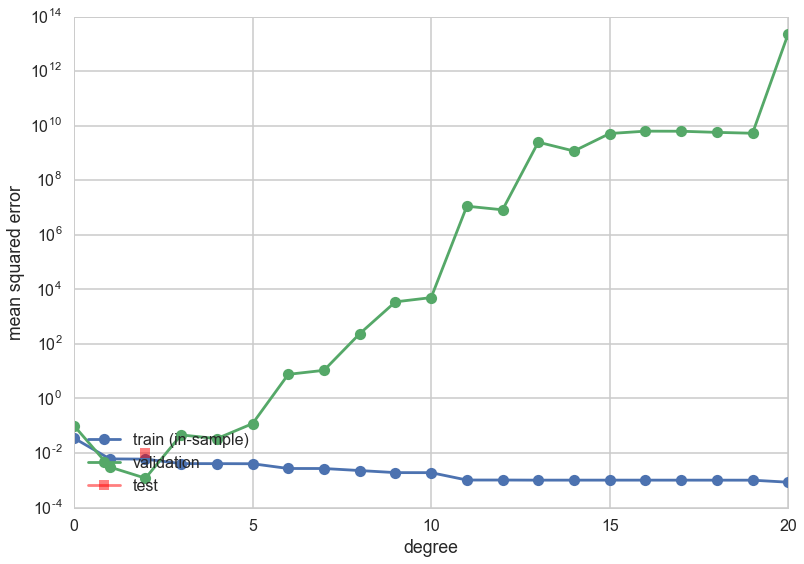 10^14
10^12
10^10
10^8
10^6
10^4
10^2
10^0
10^-2
10^-4
mean squared error
train (in-sample)
validation
test
0 5 10 15 20
degree